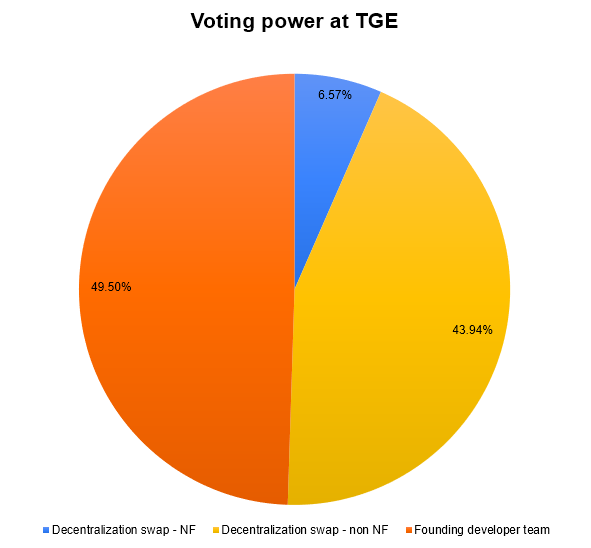 Voting power at TGE
6.57%
49.50%
43.94%
Decentralization swap - NF
Decentralization swap - non NF
Founding developer team